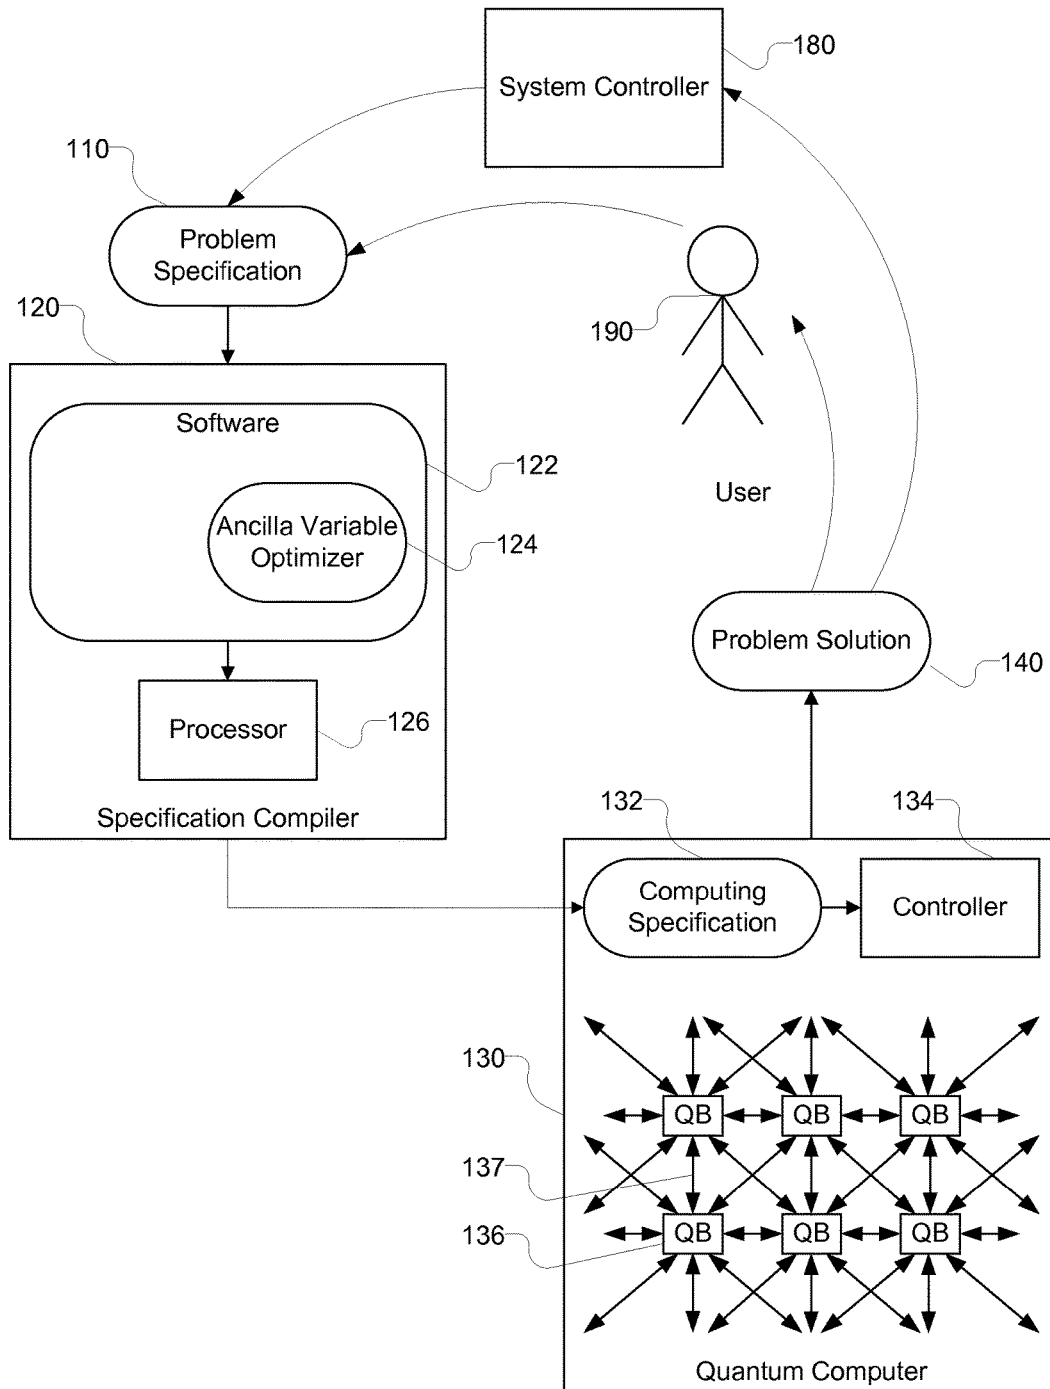 180
System Controller
110
Problem
Specification
120
190
Software
122
User
Ancilla Variable
Optimizer
124
Problem Solution
140
Processor
126
Specification Compiler
132
134
Computing
Specification
Controller
130
QB
QB
QB
137
136
QB
QB
QB
Quantum Computer